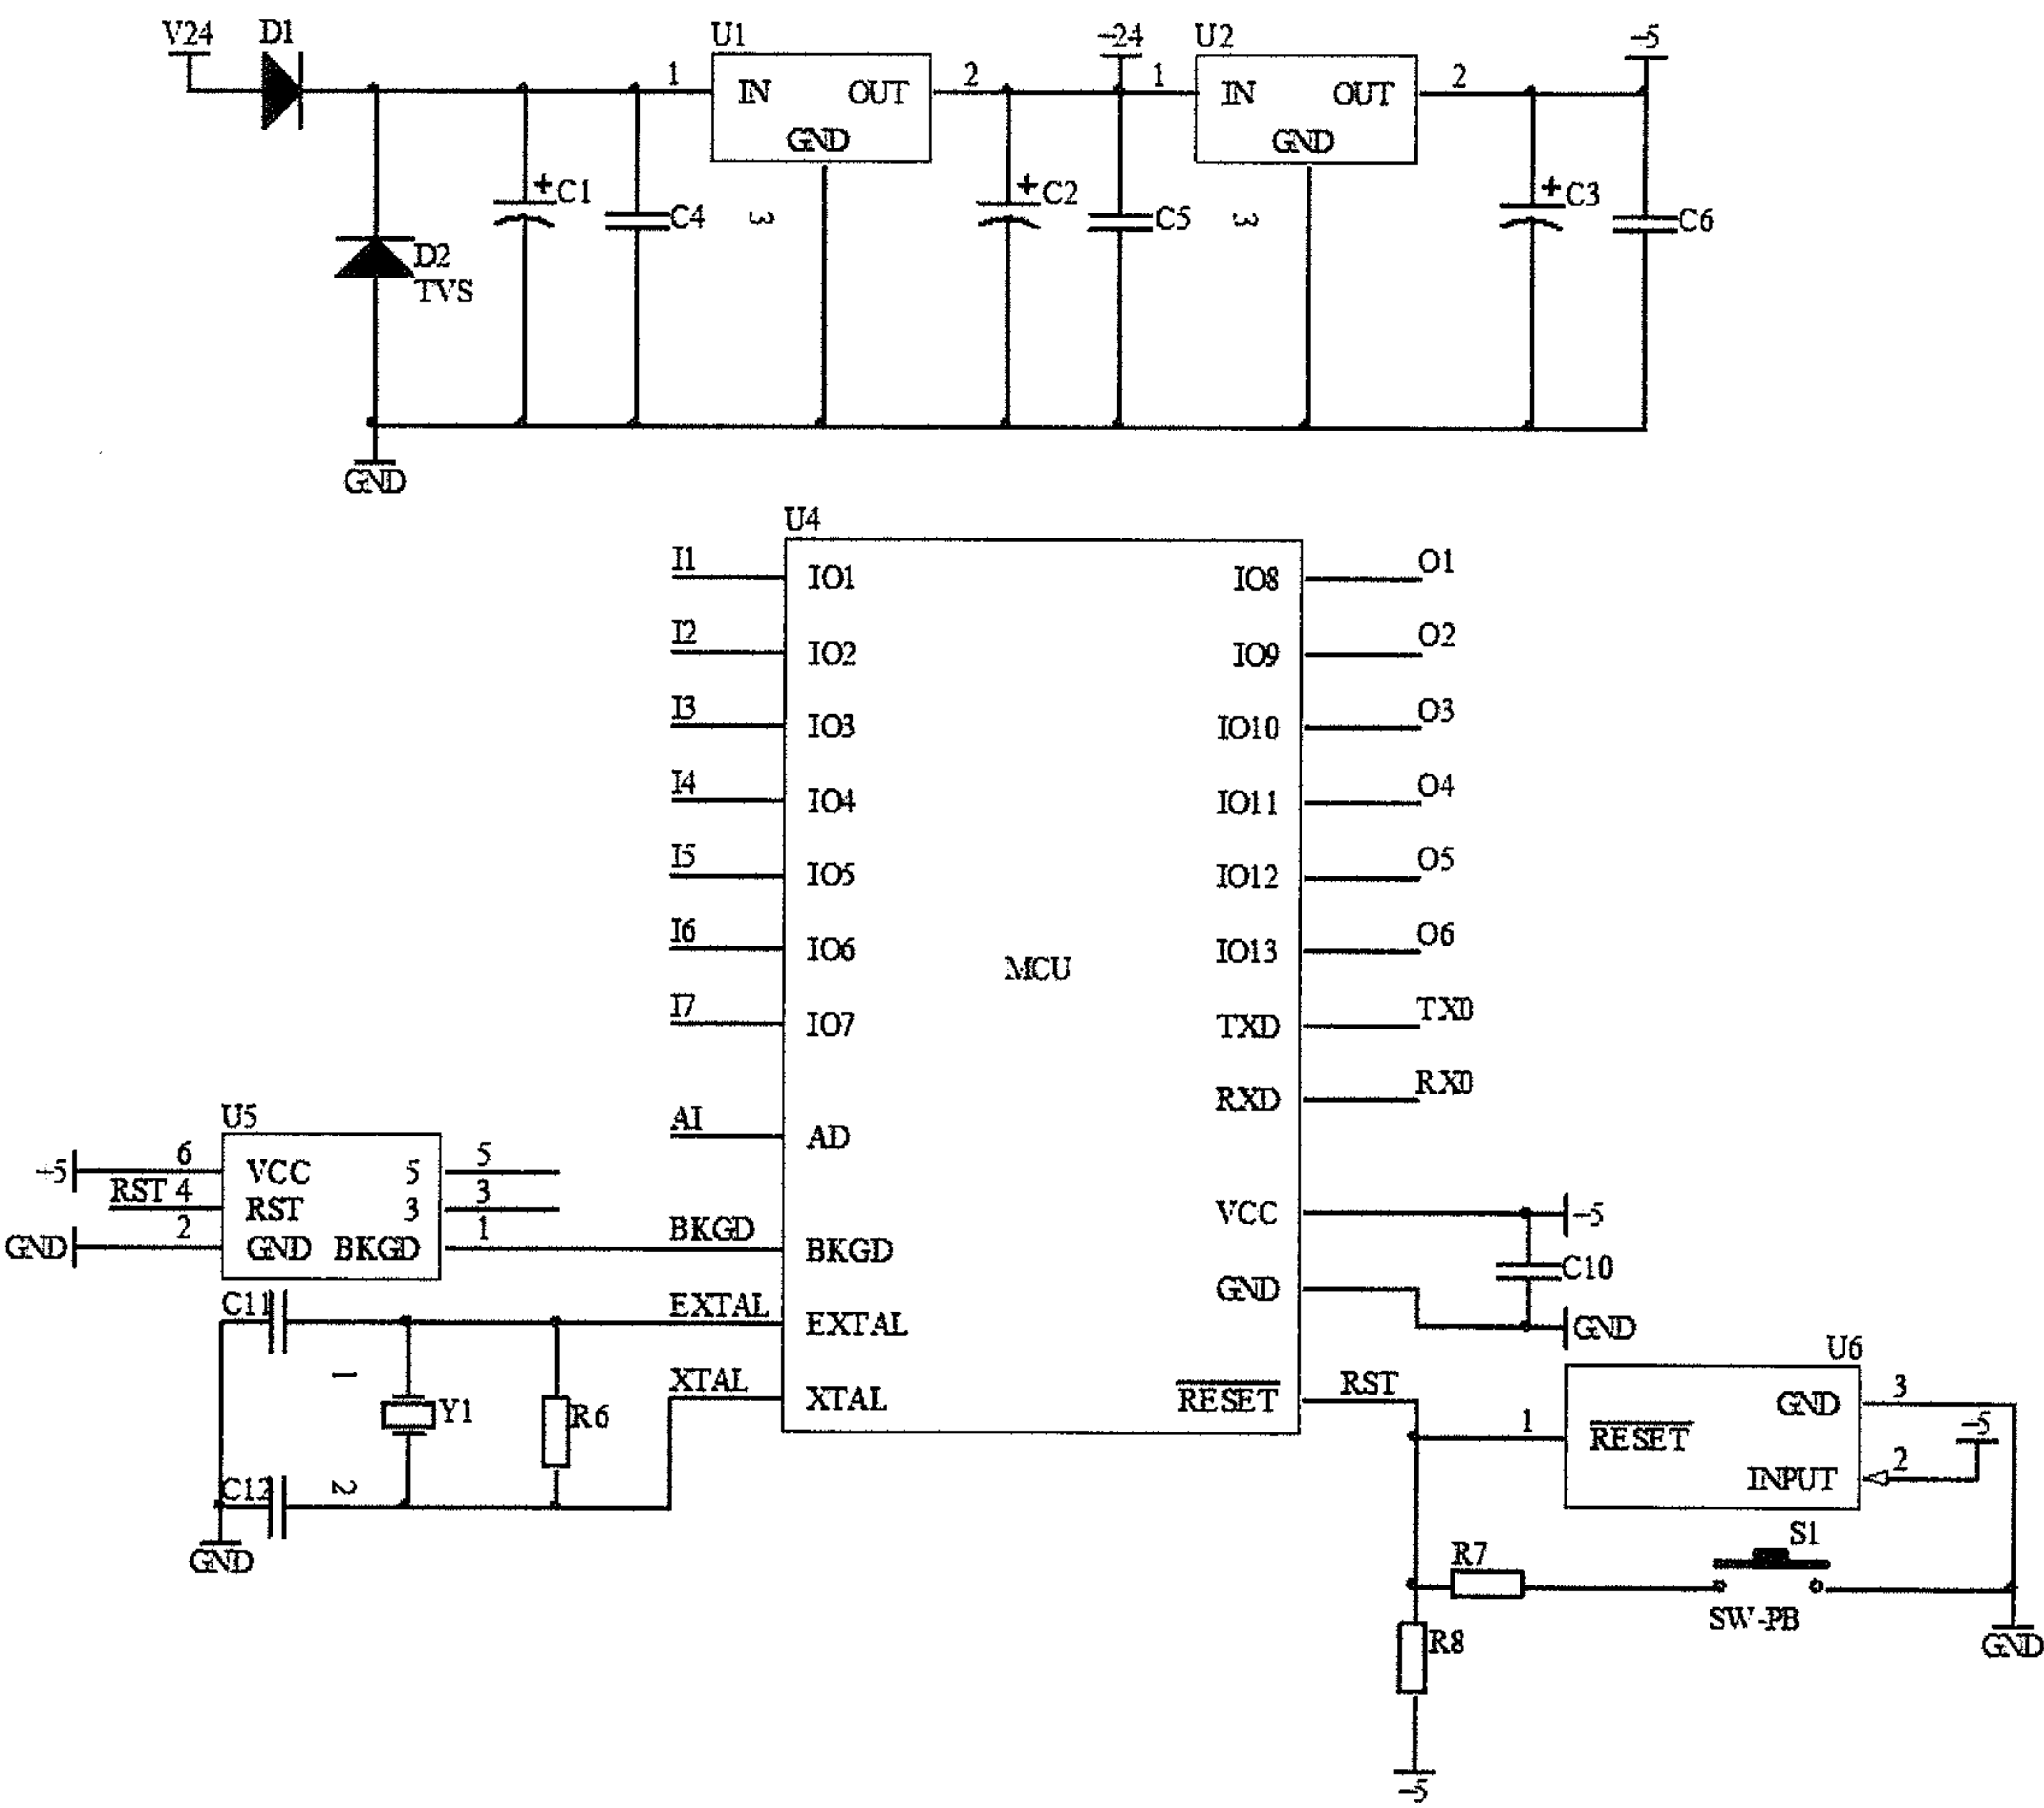 V24
D1
U1
-24
U2
-5
1
IN
OUT
GND
2
1
IN
OUT
GND
2
+
C1
C4
3
+
C2
C5
3
+
C3
C6
D2
TVS
GND
U4
I1
IO1
IO8
O1
I2
IO2
IO9
O2
I3
IO3
IO10
O3
I4
IO4
IO11
O4
I5
IO5
IO12
O5
I6
IO6
IO13
O6
MCU
I7
IO7
TXD
TX0
RXD
RX0
AI
AD
U5
+5
6
VCC
5
5
RST
4
RST
3
3
GND
2
GND
BKGD
1
BKGD
BKGD
VCC
-5
C10
GND
GND
C11
EXTAL
EXTAL
1
Y1
R6
XTAL
XTAL
RESET
RST
C12
2
GND
U6
1
RESET
GND
3
-5
INPUT
2
S1
R7
SW-PB
R8
GND
-5